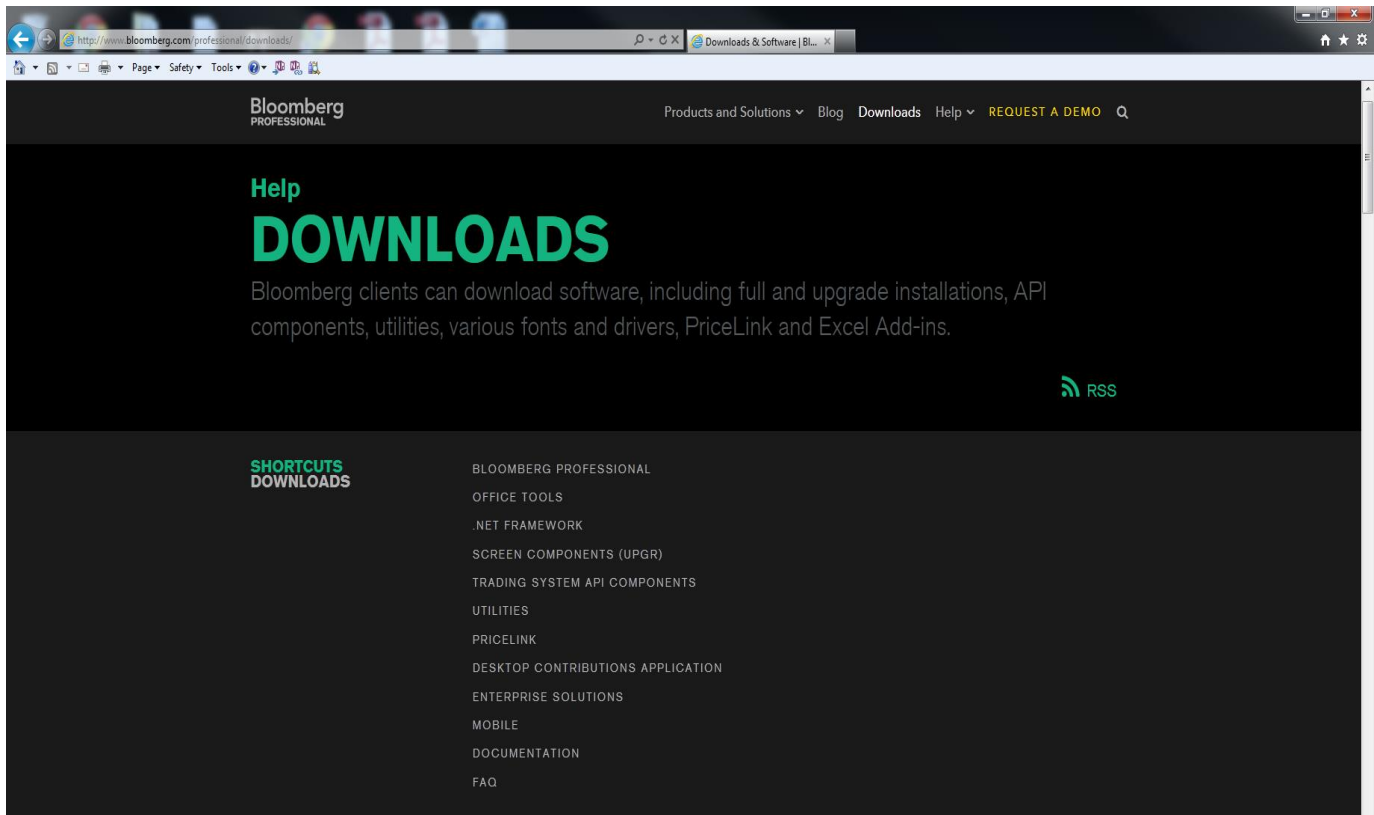 http://www.bloomberg.com/professional/downloads/
Downloads & Software | Bl...
Page Safety Tools
Bloomberg
PROFESSIONAL
Products and Solutions Blog Downloads Help REQUEST A DEMO
Help
DOWNLOADS
Bloomberg clients can download software, including full and upgrade installations, API
components, utilities, various fonts and drivers, PriceLink and Excel Add-ins.
RSS
SHORTCUTS
DOWNLOADS
BLOOMBERG PROFESSIONAL
OFFICE TOOLS
.NET FRAMEWORK
SCREEN COMPONENTS (UPGR)
TRADING SYSTEM API COMPONENTS
UTILITIES
PRICELINK
DESKTOP CONTRIBUTIONS APPLICATION
ENTERPRISE SOLUTIONS
MOBILE
DOCUMENTATION
FAQ